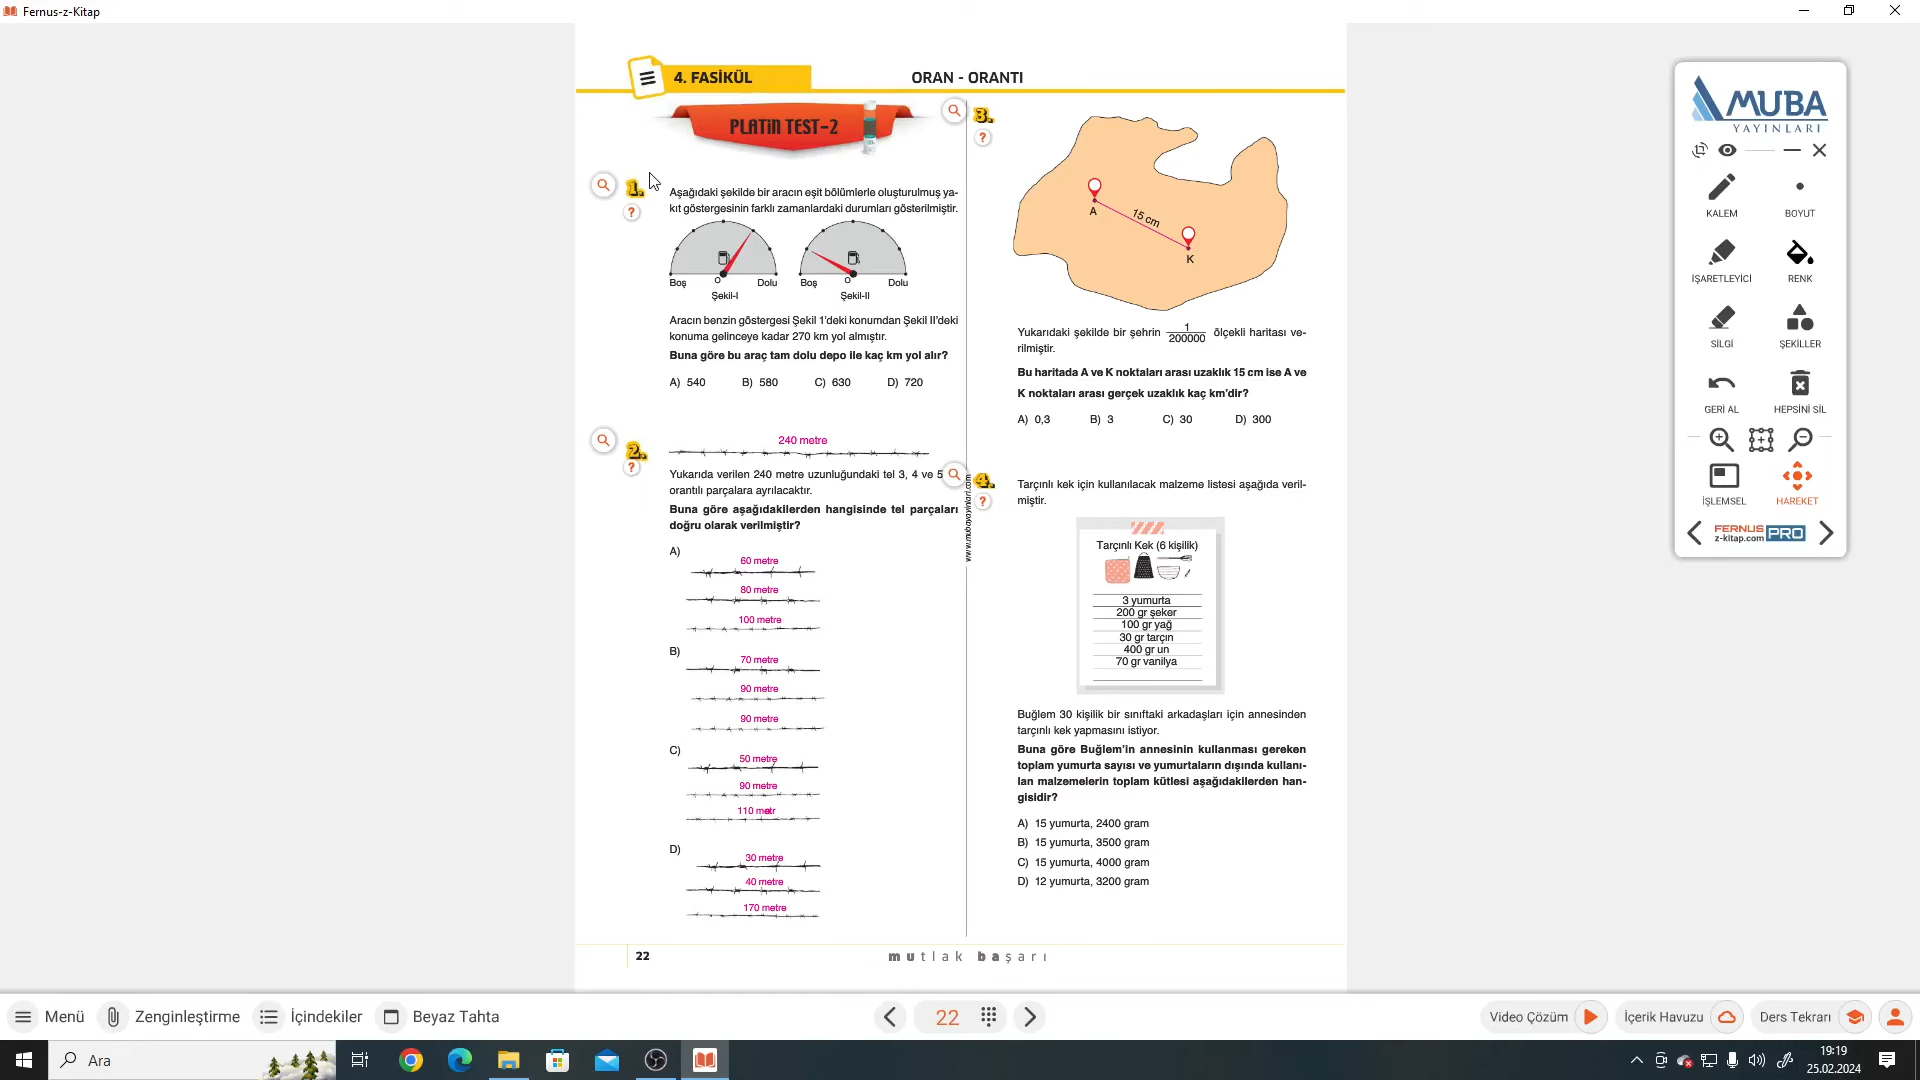 Fernus-z-Kitap
4. FASİKÜL
ORAN - ORANTI
PLATİN TEST-2
1.
?
Aşağıdaki şekilde bir aracın eşit bölümlerle oluşturulmuş ya-
kıt göstergesinin farklı zamanlardaki durumları gösterilmiştir.
Boş O Dolu
Şekil-I
Boş O Dolu
Şekil-II
Aracın benzin göstergesi Şekil 1'deki konumdan Şekil II'deki
konuma gelinceye kadar 270 km yol almıştır.
Buna göre bu araç tam dolu depo ile kaç km yol alır?
A) 540 B) 580 C) 630 D) 720
2.
?
240 metre
Yukarıda verilen 240 metre uzunluğundaki tel 3, 4 ve 5
orantılı parçalara ayrılacaktır.
Buna göre aşağıdakilerden hangisinde tel parçaları
doğru olarak verilmiştir?
A)
60 metre
80 metre
100 metre
B)
70 metre
90 metre
90 metre
C)
50 metre
90 metre
110 metr
D)
30 metre
40 metre
170 metre
www.mubayayinlari.com
3.
?
A
15 cm
K
Yukarıdaki şekilde bir şehrin 1/200000 ölçekli haritası ve-
rilmiştir.
Bu haritada A ve K noktaları arası uzaklık 15 cm ise A ve
K noktaları arası gerçek uzaklık kaç km'dir?
A) 0,3 B) 3 C) 30 D) 300
4.
?
Tarçınlı kek için kullanılacak malzeme listesi aşağıda veril-
miştir.
Tarçınlı Kek (6 kişilik)
3 yumurta
200 gr şeker
100 gr yağ
30 gr tarçın
400 gr un
70 gr vanilya
Buğlem 30 kişilik bir sınıftaki arkadaşları için annesinden
tarçınlı kek yapmasını istiyor.
Buna göre Buğlem'in annesinin kullanması gereken
toplam yumurta sayısı ve yumurtaların dışında kullanı-
lan malzemelerin toplam kütlesi aşağıdakilerden han-
gisidir?
A) 15 yumurta, 2400 gram
B) 15 yumurta, 3500 gram
C) 15 yumurta, 4000 gram
D) 12 yumurta, 3200 gram
22
mutlak başarı
MUBA
YAYINLARI
KALEM BOYUT
İŞARETLEYİCİ RENK
SİLGİ ŞEKİLLER
GERİ AL HEPSİNİ SİL
İŞLEMSEL HAREKET
FERNUS
z-kitap.com PRO
Menü Zenginleştirme İçindekiler Beyaz Tahta 22 Video Çözüm İçerik Havuzu Ders Tekrarı
Ara
19:19
25.02.2024